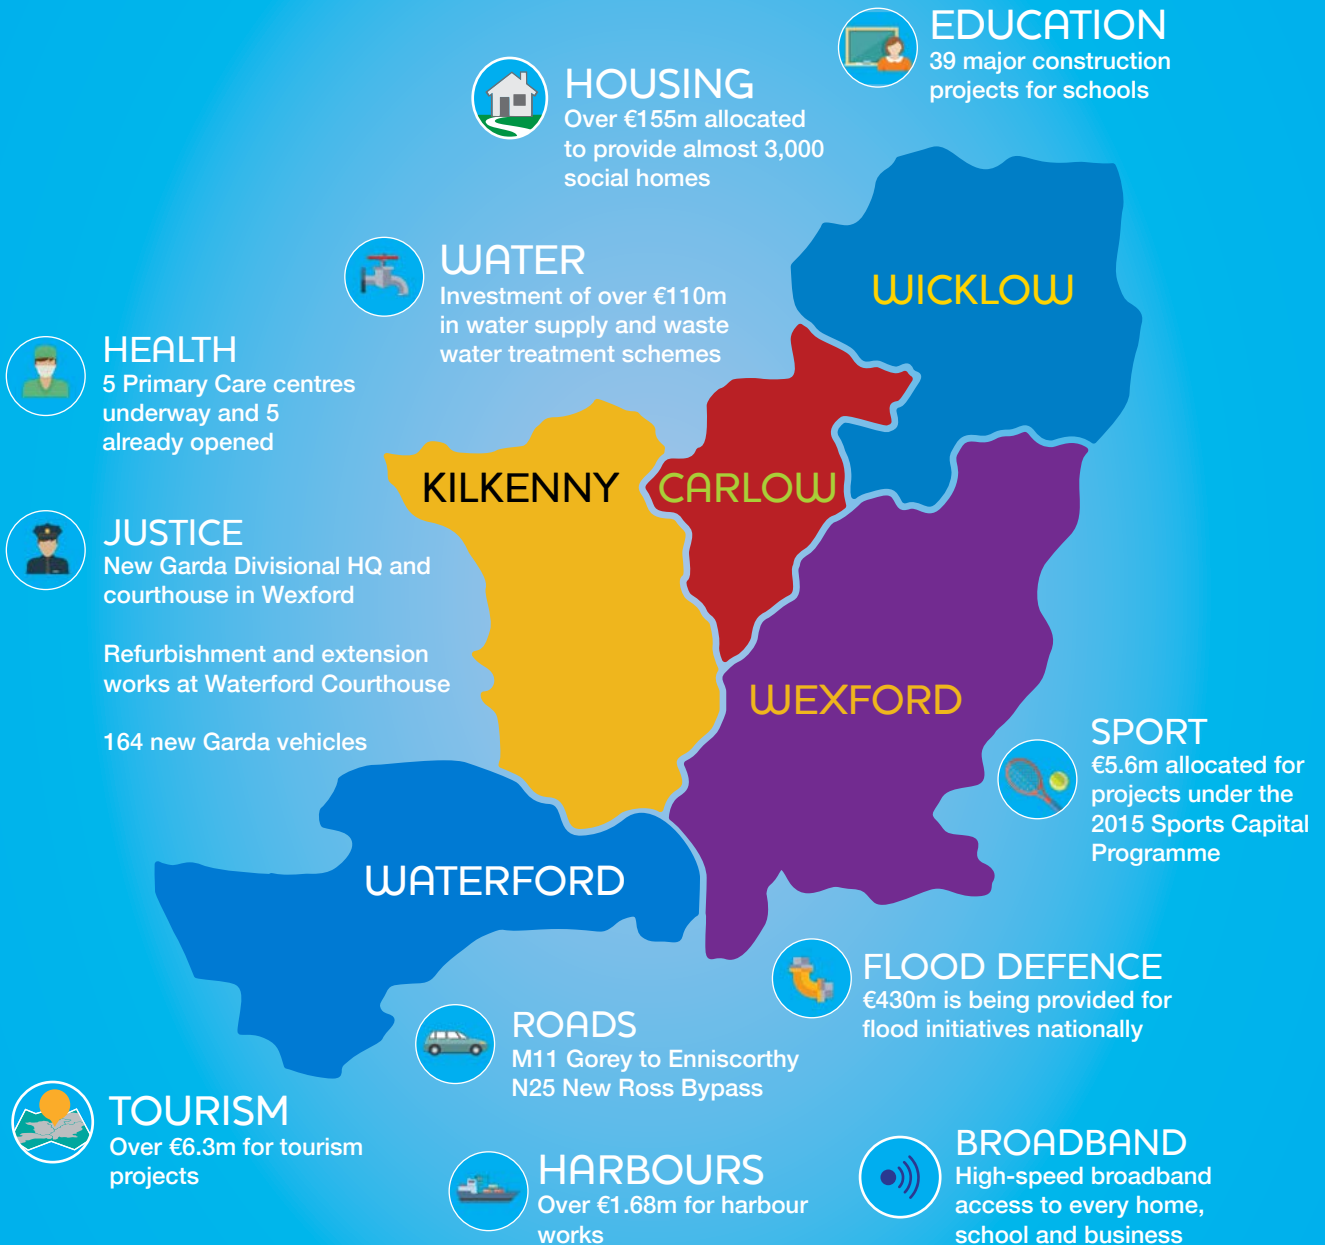 EDUCATION
39 major construction
projects for schools
HOUSING
Over €155m allocated
to provide almost 3,000
social homes
WATER
Investment of over €110m
in water supply and waste
water treatment schemes
WICKLOW
HEALTH
5 Primary Care centres
underway and 5
already opened
KILKENNY
CARLOW
JUSTICE
New Garda Divisional HQ and
courthouse in Wexford
Refurbishment and extension
works at Waterford Courthouse
164 new Garda vehicles
WEXFORD
SPORT
€5.6m allocated for
projects under the
2015 Sports Capital
Programme
WATERFORD
FLOOD DEFENCE
€430m is being provided for
flood initiatives nationally
ROADS
M11 Gorey to Enniscorthy
N25 New Ross Bypass
TOURISM
Over €6.3m for tourism
projects
HARBOURS
Over €1.68m for harbour
works
BROADBAND
High-speed broadband
access to every home,
school and business